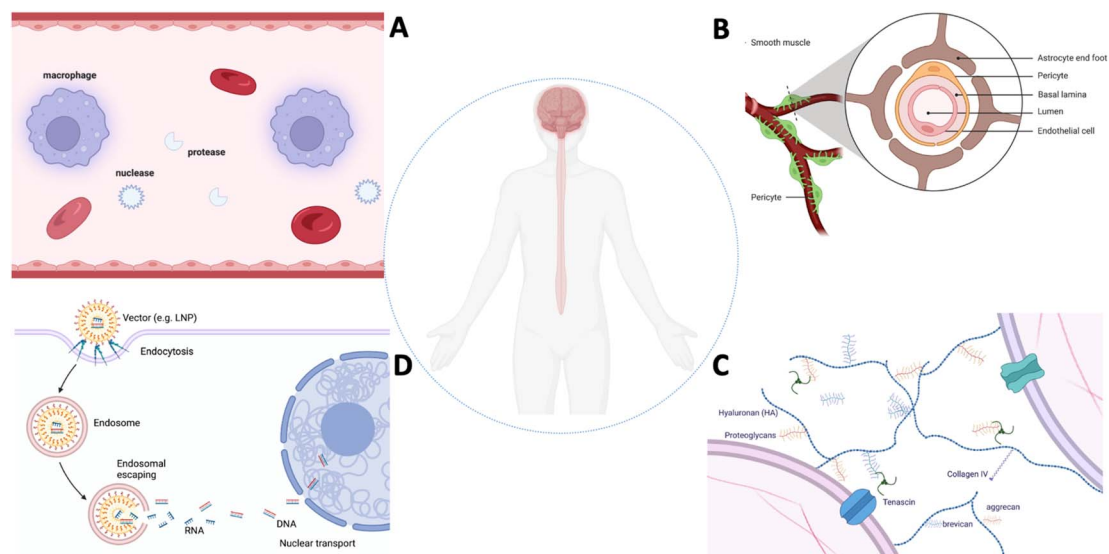 A
macrophage
protease
nuclease
B
Smooth muscle
Astrocyte end foot
Pericyte
Basal lamina
Lumen
Endothelial cell
Pericyte
D
Vector (e.g. LNP)
Endocytosis
Endosome
Endosomal
escaping
RNA
DNA
Nuclear transport
C
Hyaluronan (HA)
Proteoglycans
Collagen IV
Tenascin
aggrecan
brevican